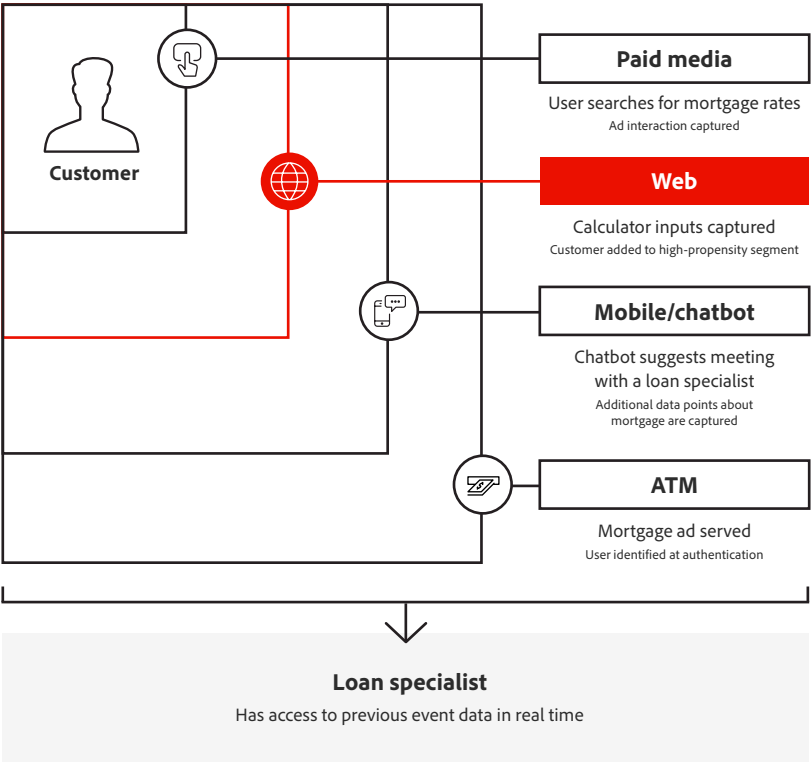 Customer
Paid media
User searches for mortgage rates
Ad interaction captured
Web
Calculator inputs captured
Customer added to high-propensity segment
Mobile/chatbot
Chatbot suggests meeting
with a loan specialist
Additional data points about
mortgage are captured
ATM
Mortgage ad served
User identified at authentication
Loan specialist
Has access to previous event data in real time